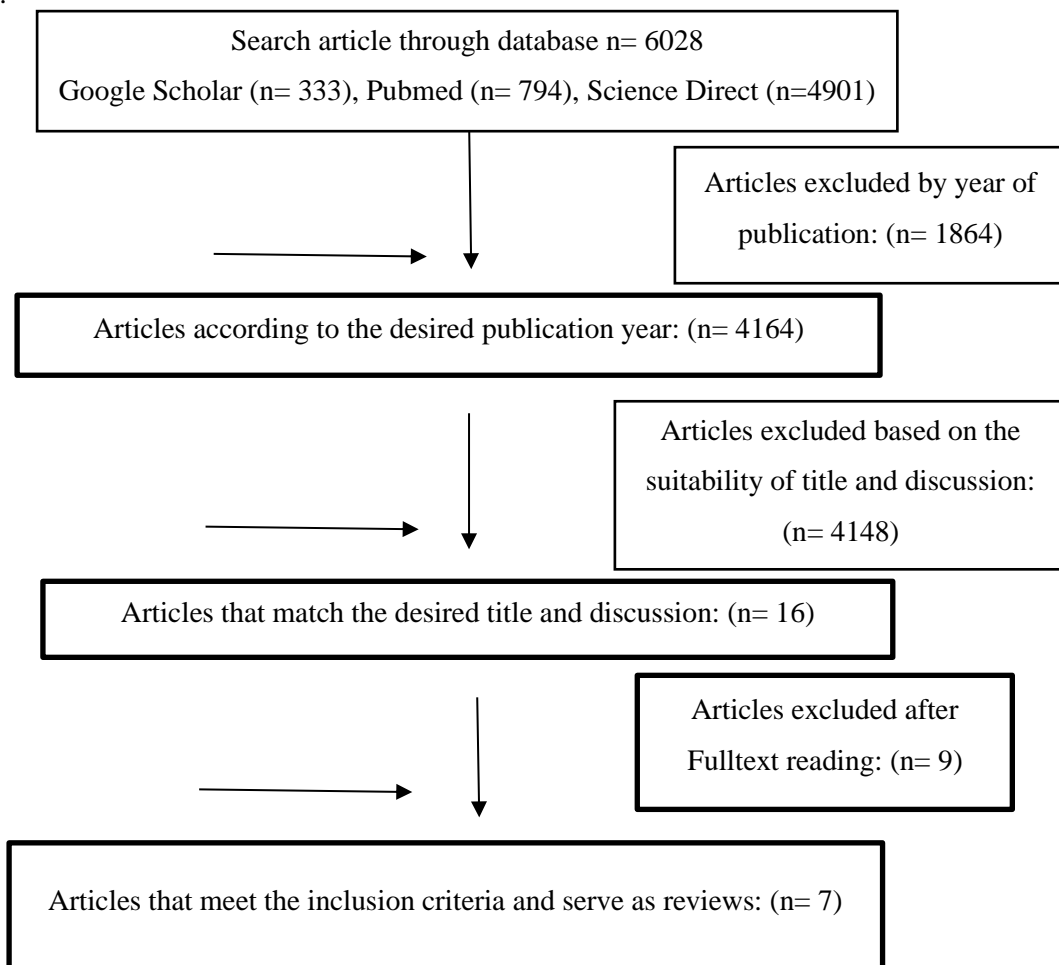 .
Search article through database n= 6028
Google Scholar (n= 333), Pubmed (n= 794), Science Direct (n=4901)
Articles excluded by year of
publication: (n= 1864)
Articles according to the desired publication year: (n= 4164)
Articles excluded based on the
suitability of title and discussion:
(n= 4148)
Articles that match the desired title and discussion: (n= 16)
Articles excluded after
Fulltext reading: (n= 9)
Articles that meet the inclusion criteria and serve as reviews: (n= 7)